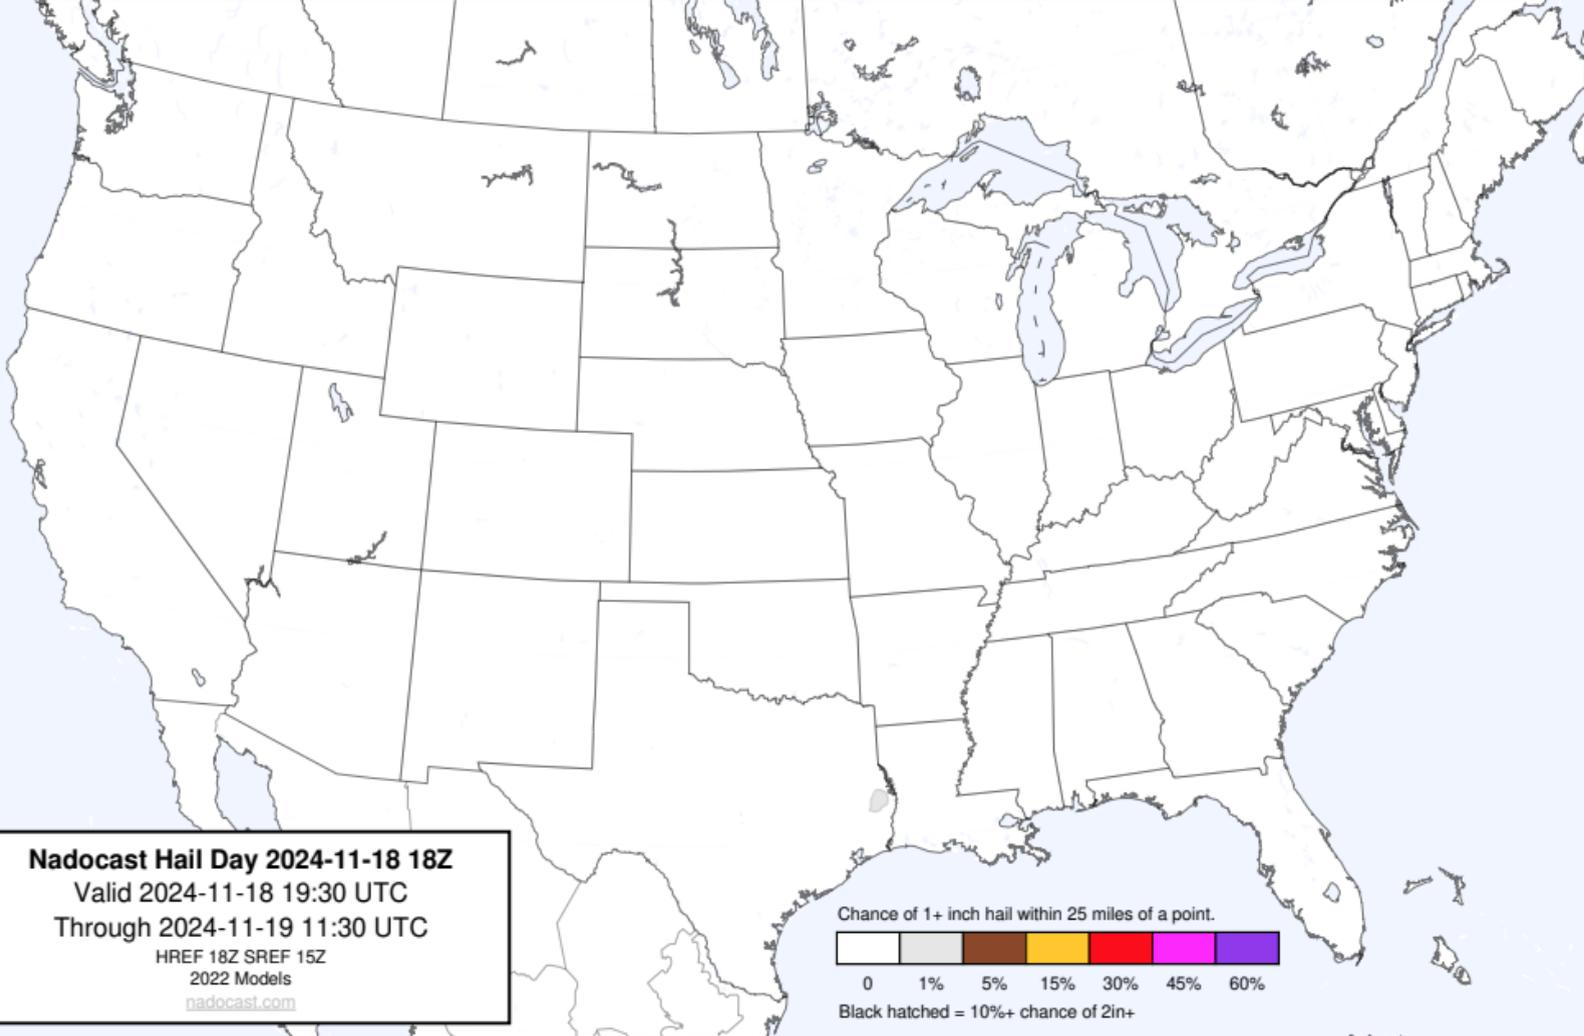 Nadocast Hail Day 2024-11-18 18Z
Valid 2024-11-18 19:30 UTC
Through 2024-11-19 11:30 UTC
HREF 18Z SREF 15Z
2022 Models
nadocast.com
Chance of 1+ inch hail within 25 miles of a point.
0 1% 5% 15% 30% 45% 60%
Black hatched = 10%+ chance of 2in+